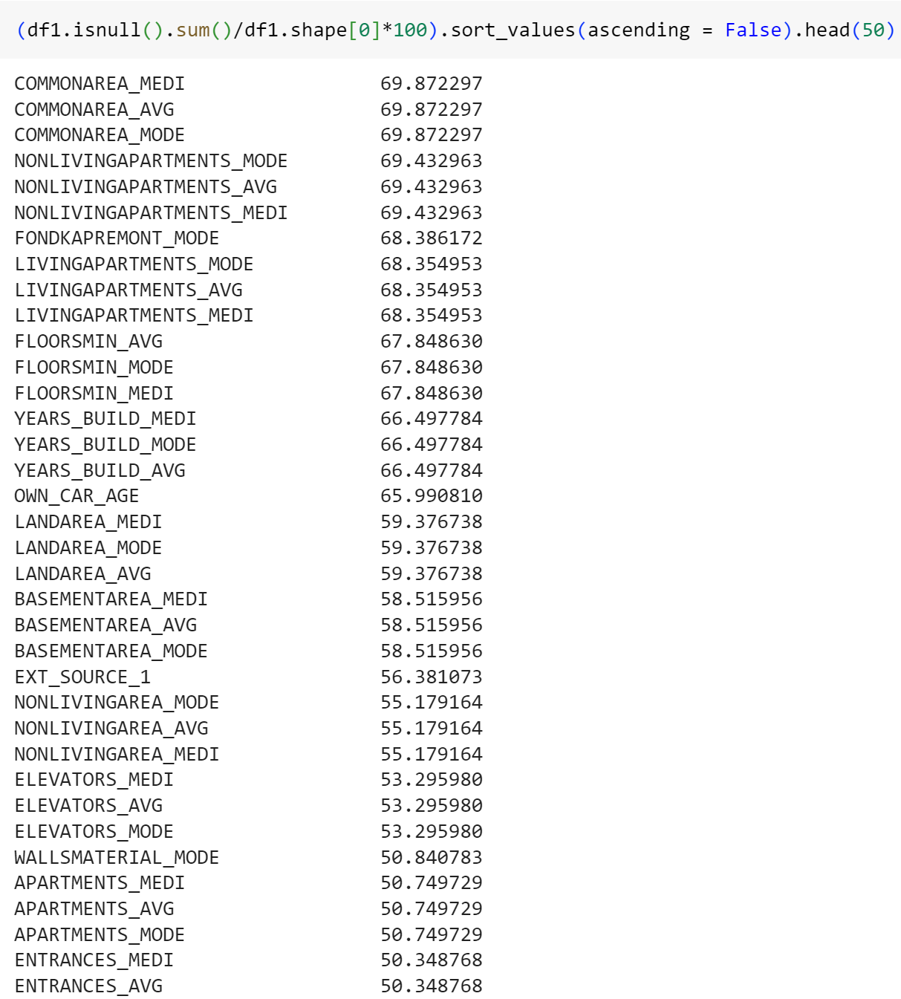 (df1.isnull().sum()/df1.shape[0]*100).sort_values(ascending = False).head(50)
COMMONAREA_MEDI 69.872297
COMMONAREA_AVG 69.872297
COMMONAREA_MODE 69.872297
NONLIVINGAPARTMENTS_MODE 69.432963
NONLIVINGAPARTMENTS_AVG 69.432963
NONLIVINGAPARTMENTS_MEDI 69.432963
FONDKAPREMONT_MODE 68.386172
LIVINGAPARTMENTS_MODE 68.354953
LIVINGAPARTMENTS_AVG 68.354953
LIVINGAPARTMENTS_MEDI 68.354953
FLOORSMIN_AVG 67.848630
FLOORSMIN_MODE 67.848630
FLOORSMIN_MEDI 67.848630
YEARS_BUILD_MEDI 66.497784
YEARS_BUILD_MODE 66.497784
YEARS_BUILD_AVG 66.497784
OWN_CAR_AGE 65.990810
LANDAREA_MEDI 59.376738
LANDAREA_MODE 59.376738
LANDAREA_AVG 59.376738
BASEMENTAREA_MEDI 58.515956
BASEMENTAREA_AVG 58.515956
BASEMENTAREA_MODE 58.515956
EXT_SOURCE_1 56.381073
NONLIVINGAREA_MODE 55.179164
NONLIVINGAREA_AVG 55.179164
NONLIVINGAREA_MEDI 55.179164
ELEVATORS_MEDI 53.295980
ELEVATORS_AVG 53.295980
ELEVATORS_MODE 53.295980
WALLSMATERIAL_MODE 50.840783
APARTMENTS_MEDI 50.749729
APARTMENTS_AVG 50.749729
APARTMENTS_MODE 50.749729
ENTRANCES_MEDI 50.348768
ENTRANCES_AVG 50.348768